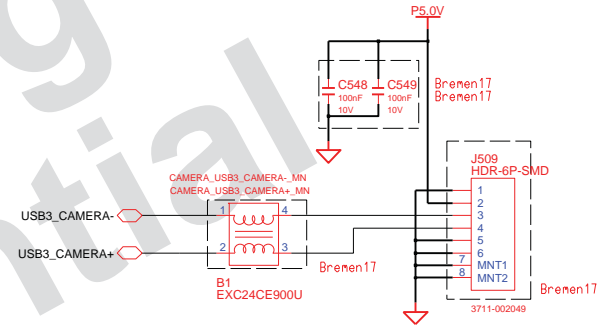 P5.0V
C548
100nF
10V
C549
100nF
10V
Bremen17
Bremen17
J509
HDR-6P-SMD
CAMERA_USB3_CAMERA-_MN
CAMERA_USB3_CAMERA+_MN
USB3_CAMERA-
1
4
USB3_CAMERA+
2
3
Bremen17
B1
EXC24CE900U
1
2
3
4
5
6
7 MNT1
8 MNT2
Bremen17
3711-002049
g
ntial